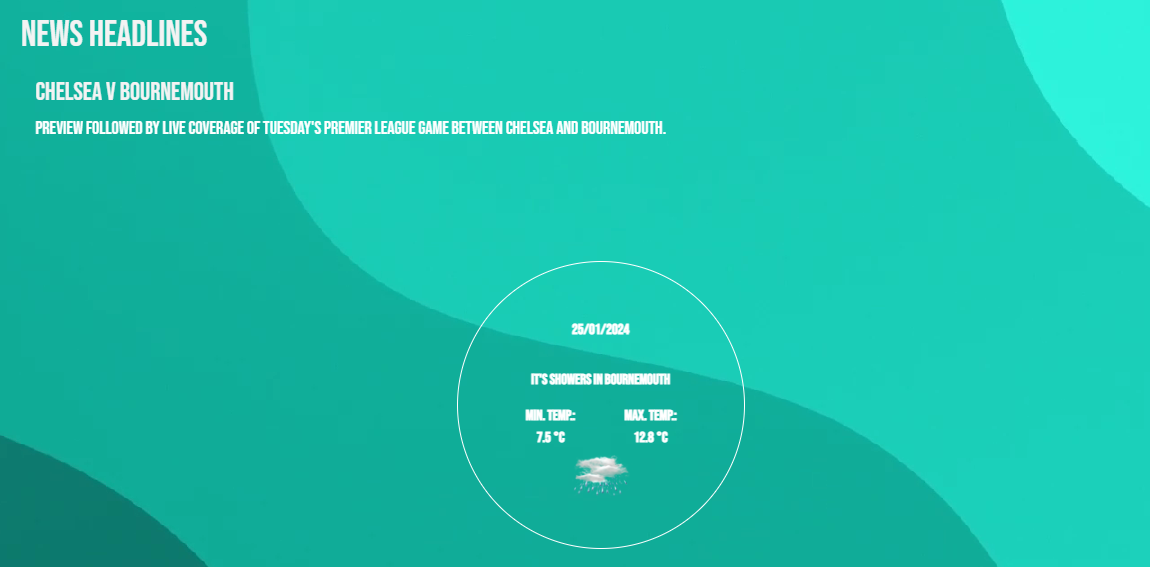 NEWS HEADLINES
CHELSEA V BOURNEMOUTH
PREVIEW FOLLOWED BY LIVE COVERAGE OF TUESDAY'S PREMIER LEAGUE GAME BETWEEN CHELSEA AND BOURNEMOUTH.
25/01/2024
IT'S SHOWERS IN BOURNEMOUTH
MIN. TEMP.: MAX. TEMP.:
7.5 °C 12.8 °C